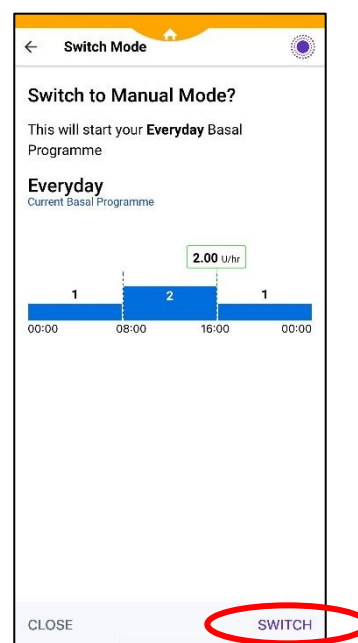 Switch Mode
Switch to Manual Mode?
This will start your Everyday Basal
Programme
Everyday
Current Basal Programme
2.00 U/hr
1 2 1
00:00 08:00 16:00 00:00
CLOSE SWITCH